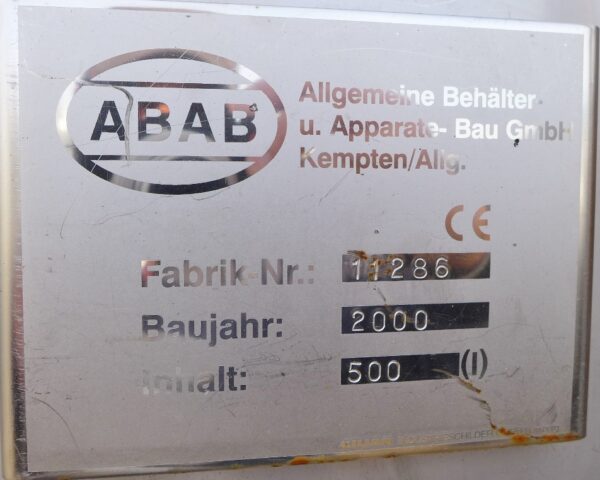 ABAB
Allgemeine Behälter-
u. Apparate- Bau GmbH
Kempten/Allg.
CE
Fabrik-Nr.: 11286
Baujahr: 2000
Inhalt: 500 (l)